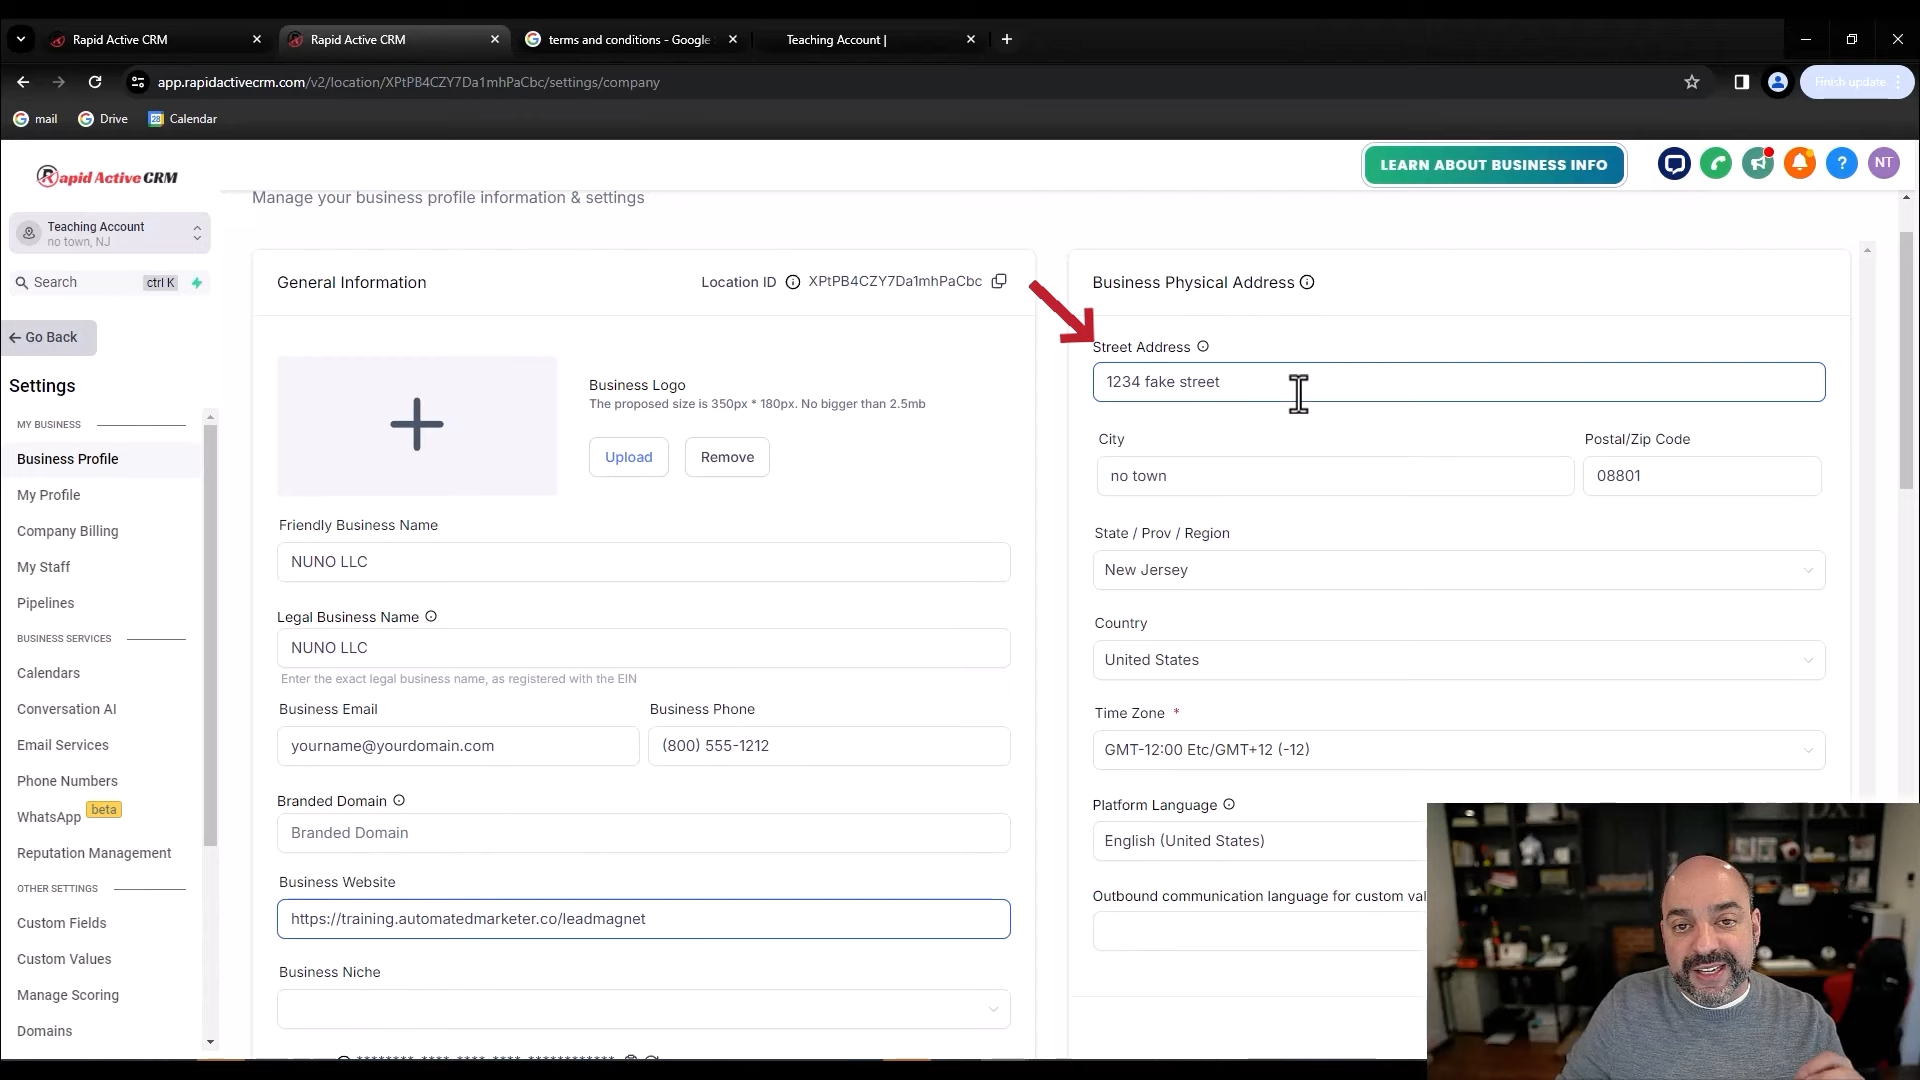 Rapid Active CRM
Rapid Active CRM
terms and conditions - Google
Teaching Account |
app.rapidactivecrm.com/v2/location/XPtPB4CZY7Da1mhPaCbc/settings/company
Finish update
mail
Drive
28
Calendar
Rapid Active CRM
LEARN ABOUT BUSINESS INFO
?
NT
Manage your business profile information & settings
Teaching Account
no town, NJ
Search
ctrl K
Go Back
Settings
MY BUSINESS
Business Profile
My Profile
Company Billing
My Staff
Pipelines
BUSINESS SERVICES
Calendars
Conversation AI
Email Services
Phone Numbers
WhatsApp beta
Reputation Management
OTHER SETTINGS
Custom Fields
Custom Values
Manage Scoring
Domains
General Information
Location ID XPtPB4CZY7Da1mhPaCbc
Business Logo
The proposed size is 350px * 180px. No bigger than 2.5mb
Upload
Remove
Friendly Business Name
NUNO LLC
Legal Business Name
NUNO LLC
Enter the exact legal business name, as registered with the EIN
Business Email
Business Phone
yourname@yourdomain.com
(800) 555-1212
Branded Domain
Branded Domain
Business Website
https://training.automatedmarketer.co/leadmagnet
Business Niche
Business Physical Address
Street Address
1234 fake street
City
Postal/Zip Code
no town
08801
State / Prov / Region
New Jersey
Country
United States
Time Zone *
GMT-12:00 Etc/GMT+12 (-12)
Platform Language
English (United States)
Outbound communication language for custom val